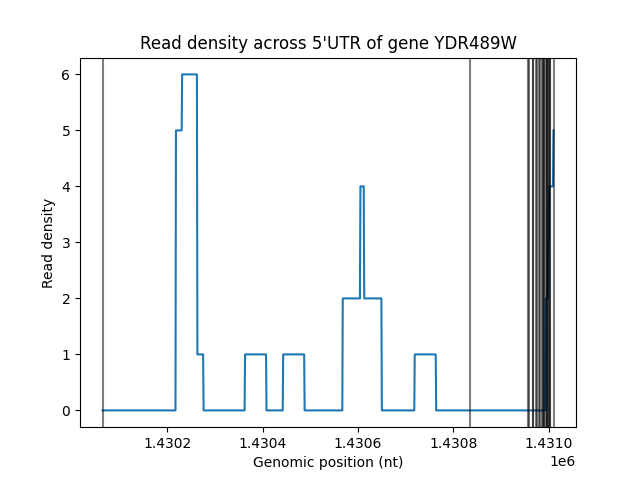 Read density across 5'UTR of gene YDR489W
6
5
4
3
2
1
0
Read density
1.4302 1.4304 1.4306 1.4308 1.4310
1e6
Genomic position (nt)